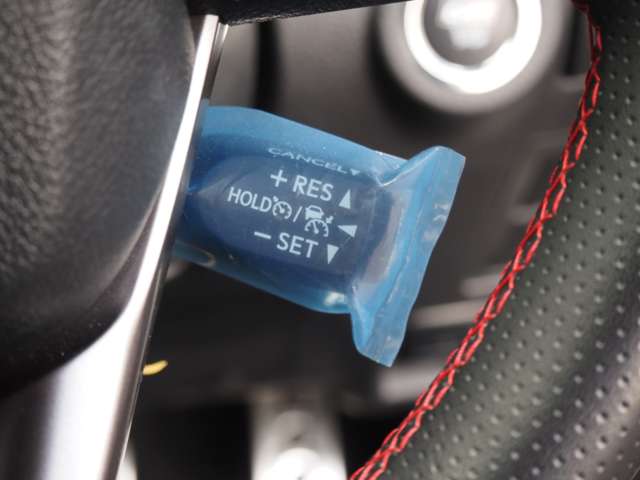 CANCEL▼
+ RES ▲
HOLD / ◀
− SET ▼